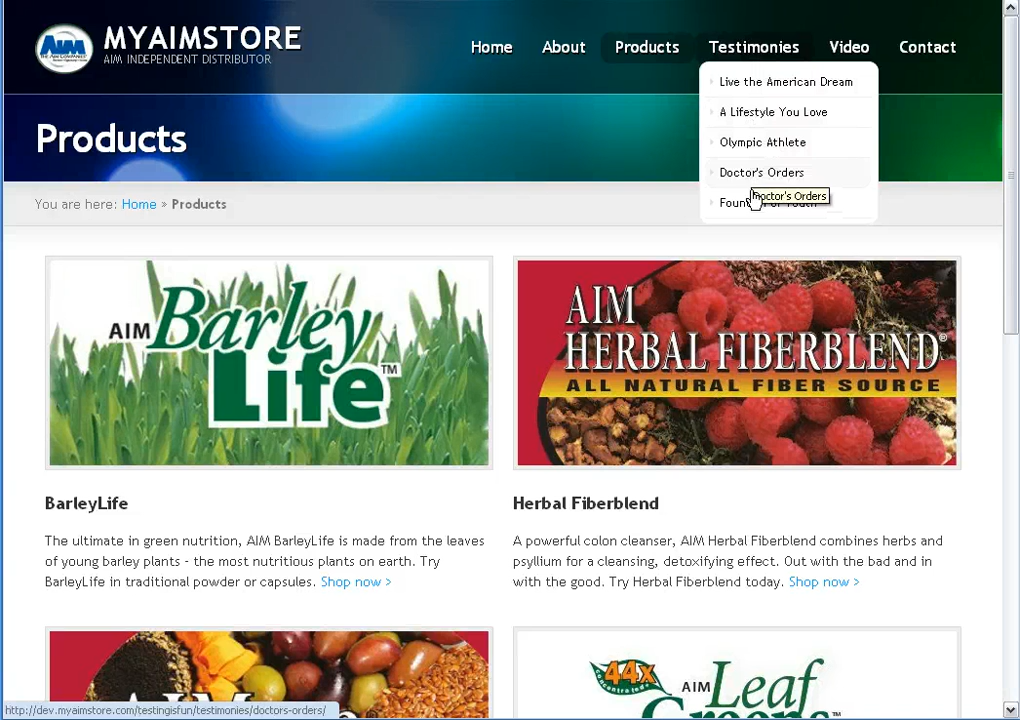 MYAIMSTORE
AIM INDEPENDENT DISTRIBUTOR
Home About Products Testimonies Video Contact
Live the American Dream
A Lifestyle You Love
Olympic Athlete
Doctor's Orders
Doctor's Orders
Products
You are here: Home » Products
AIM Barley Life™
AIM
HERBAL FIBERBLEND®
ALL NATURAL FIBER SOURCE
BarleyLife
The ultimate in green nutrition, AIM BarleyLife is made from the leaves
of young barley plants - the most nutritious plants on earth. Try
BarleyLife in traditional powder or capsules. Shop now >
Herbal Fiberblend
A powerful colon cleanser, AIM Herbal Fiberblend combines herbs and
psyllium for a cleansing, detoxifying effect. Out with the bad and in
with the good. Try Herbal Fiberblend today. Shop now >
44x
concentrated
AIM Leaf
Greens™
http://dev.myaimstore.com/testingisfun/testimonies/doctors-orders/